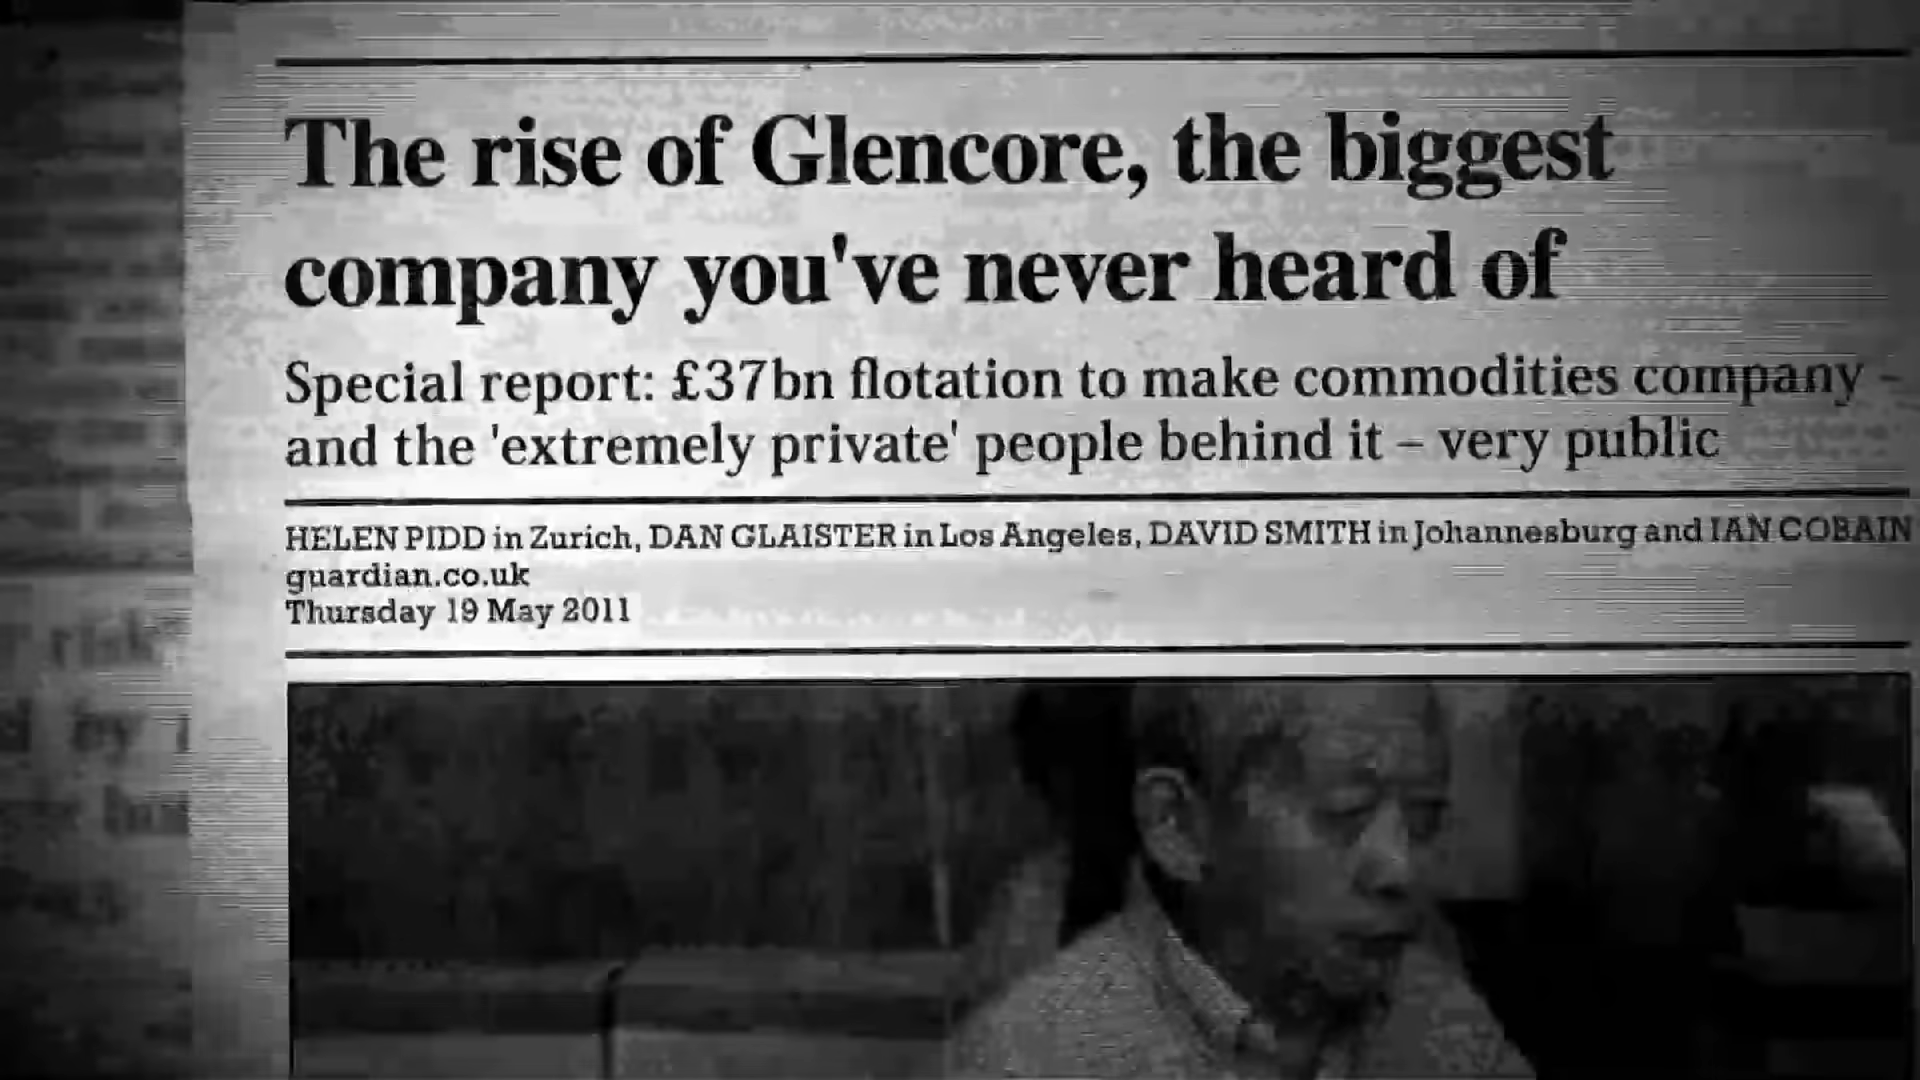 The rise of Glencore, the biggest
company you've never heard of
Special report: £37bn flotation to make commodities company -
and the 'extremely private' people behind it – very public
HELEN PIDD in Zurich, DAN GLAISTER in Los Angeles, DAVID SMITH in Johannesburg and IAN COBAIN
guardian.co.uk
Thursday 19 May 2011